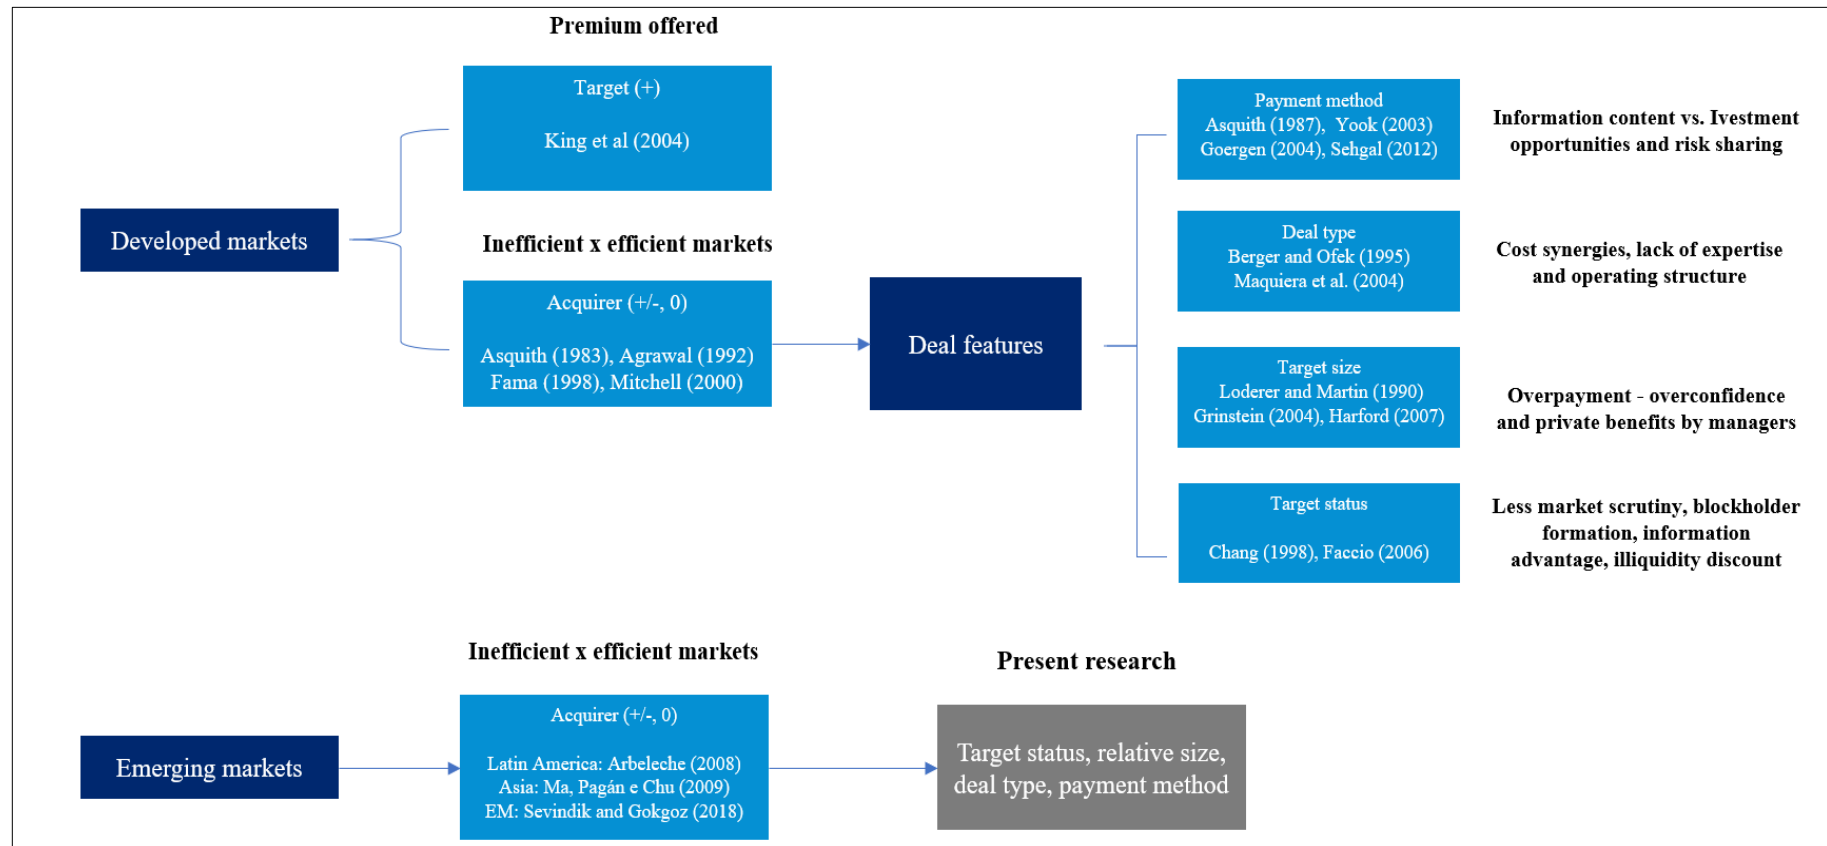 Premium offered
Target (+)
King et al (2004)
Developed markets
Inefficient x efficient markets
Acquirer (+/-, 0)
Asquith (1983), Agrawal (1992)
Fama (1998), Mitchell (2000)
Deal features
Payment method
Asquith (1987), Yook (2003)
Goergen (2004), Sehgal (2012)
Information content vs. Ivestment
opportunities and risk sharing
Deal type
Berger and Ofek (1995)
Maquiera et al. (2004)
Cost synergies, lack of expertise
and operating structure
Target size
Loderer and Martin (1990)
Grinstein (2004), Harford (2007)
Overpayment - overconfidence
and private benefits by managers
Target status
Chang (1998), Faccio (2006)
Less market scrutiny, blockholder
formation, information
advantage, illiquidity discount
Emerging markets
Inefficient x efficient markets
Acquirer (+/-, 0)
Latin America: Arbeleche (2008)
Asia: Ma, Pagán e Chu (2009)
EM: Sevindik and Gokgoz (2018)
Present research
Target status, relative size,
deal type, payment method